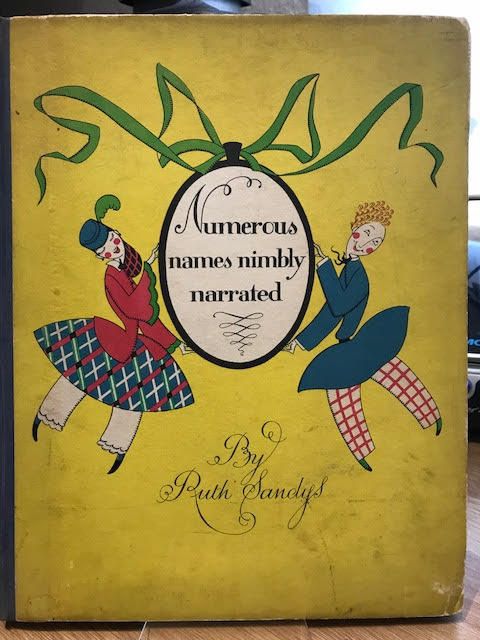 Numerous
names nimbly
narrated
By
Ruth Sandys